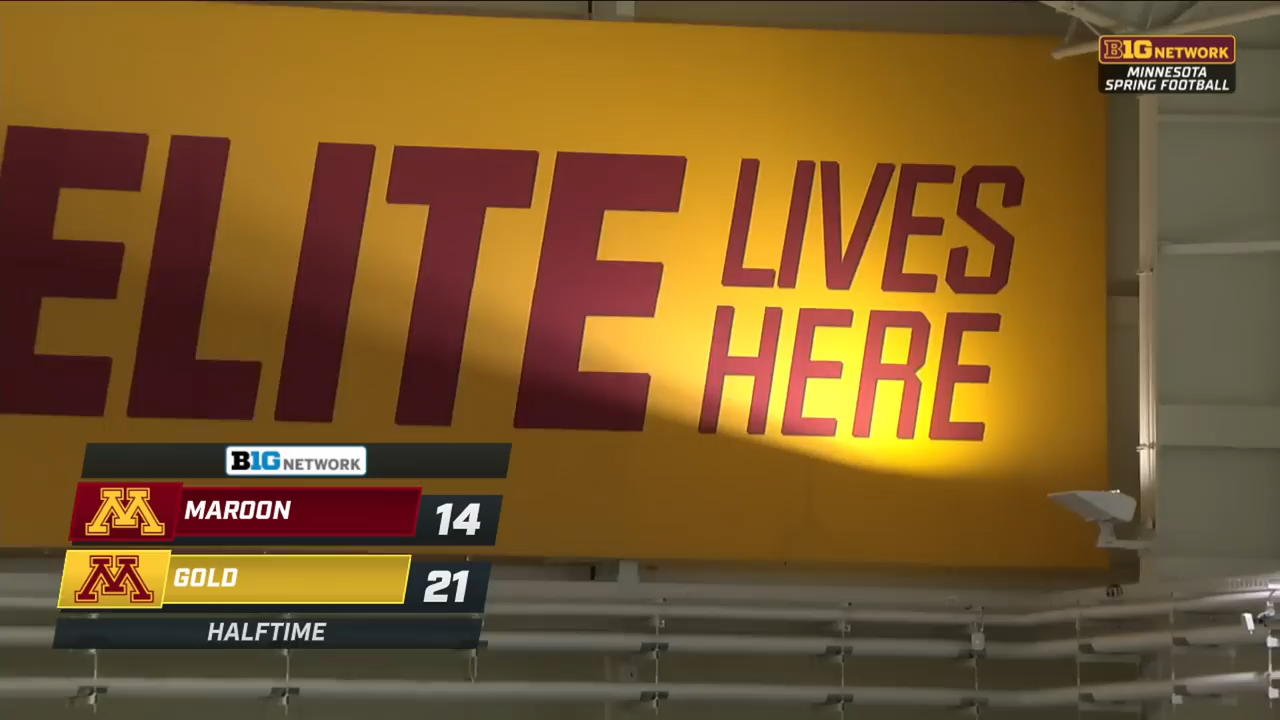 B1G NETWORK
MINNESOTA
SPRING FOOTBALL
ELITE LIVES
HERE
B1G NETWORK
M MAROON 14
M GOLD 21
HALFTIME